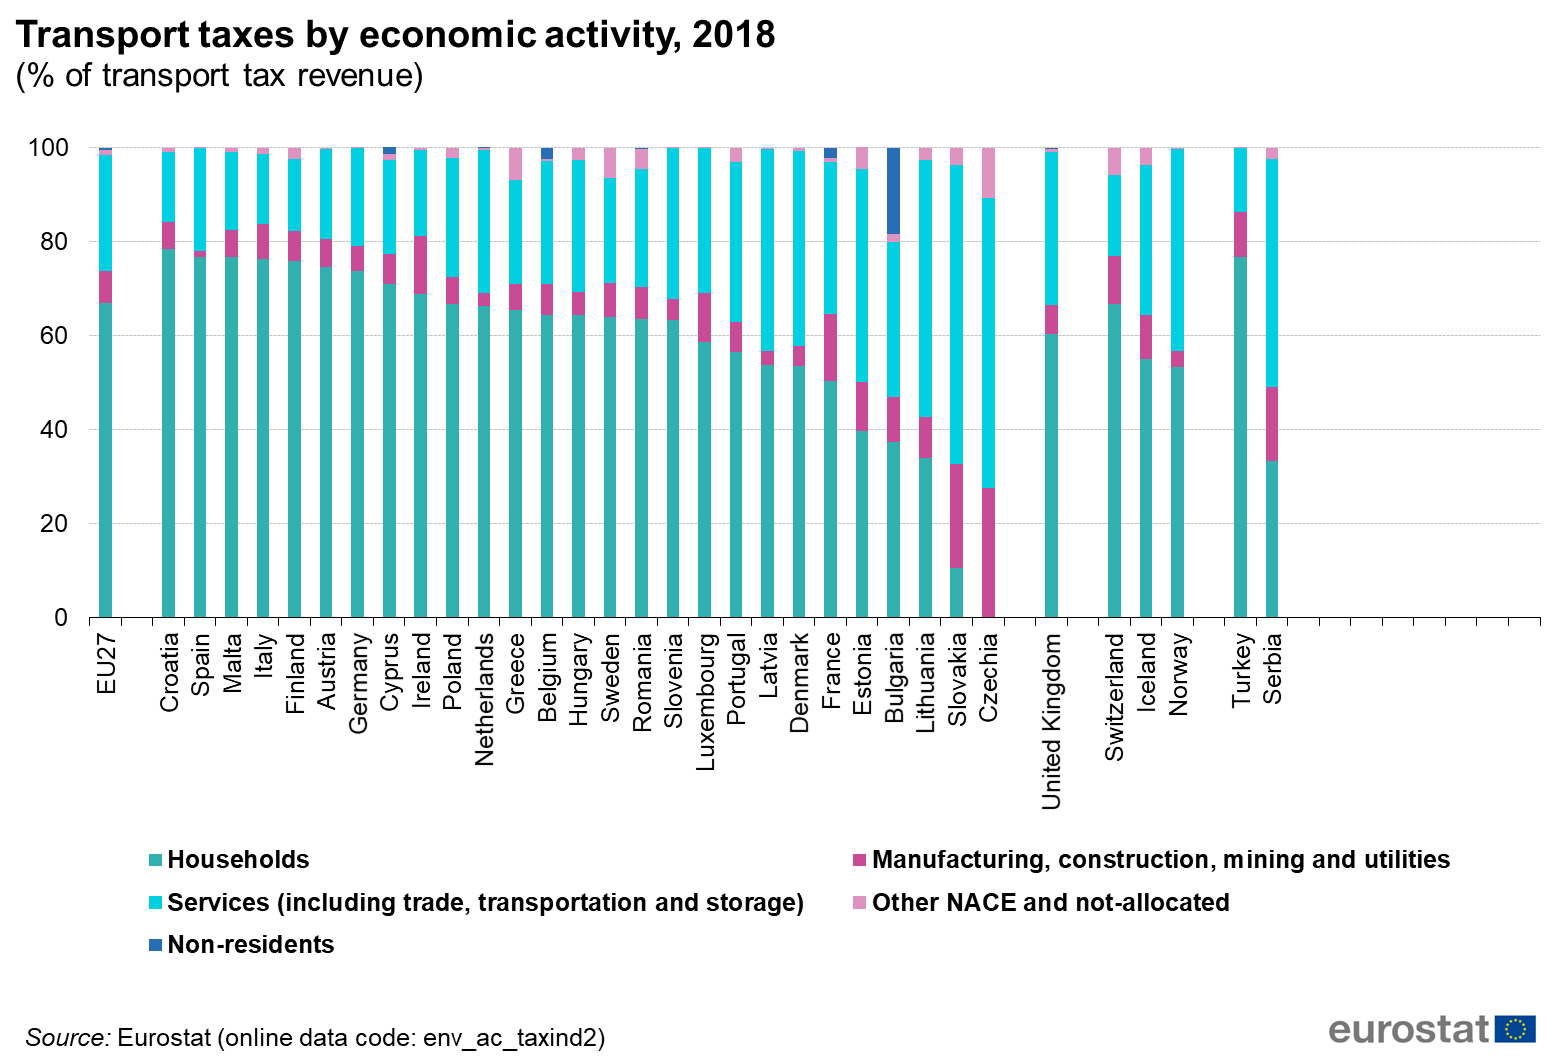 Transport taxes by economic activity, 2018
(% of transport tax revenue)
100
80
60
40
20
0
EU27
Croatia
Spain
Malta
Italy
Finland
Austria
Germany
Cyprus
Ireland
Poland
Netherlands
Greece
Belgium
Hungary
Sweden
Romania
Slovenia
Luxembourg
Portugal
Latvia
Denmark
France
Estonia
Bulgaria
Lithuania
Slovakia
Czechia
United Kingdom
Switzerland
Iceland
Norway
Turkey
Serbia
Households
Manufacturing, construction, mining and utilities
Services (including trade, transportation and storage)
Other NACE and not-allocated
Non-residents
Source: Eurostat (online data code: env_ac_taxind2)
eurostat